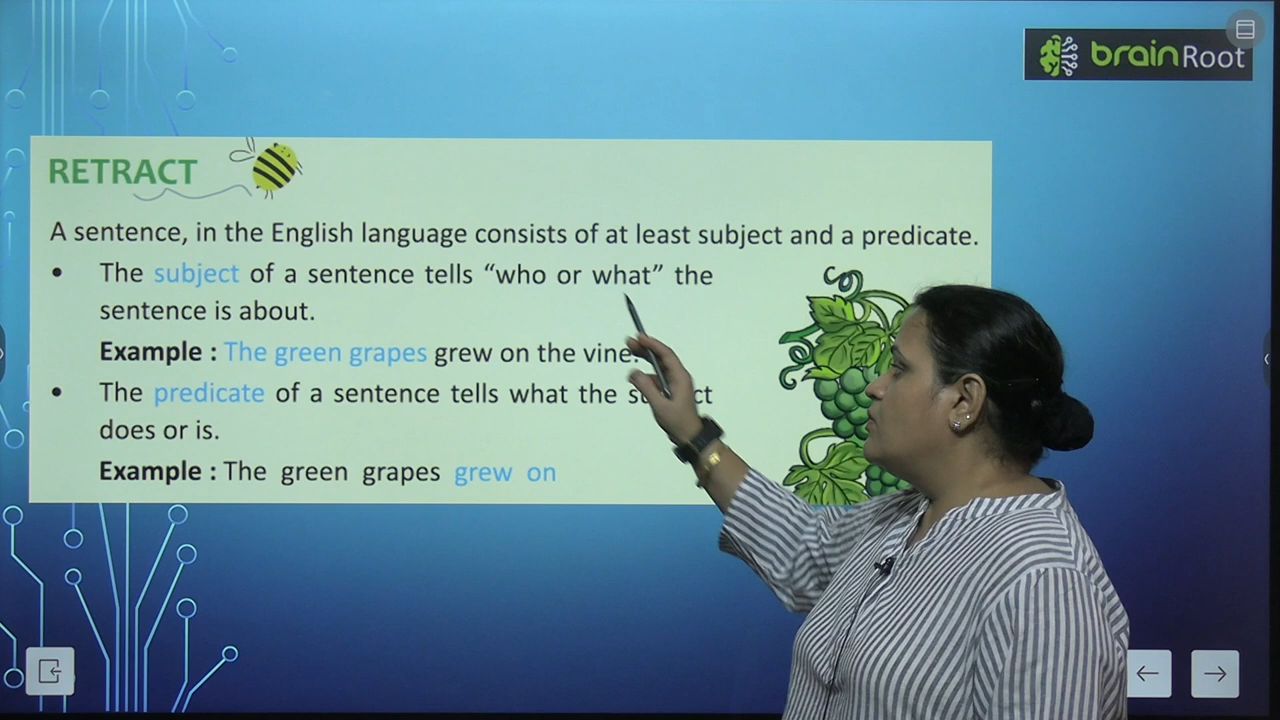 brainRoot
RETRACT
A sentence, in the English language consists of at least subject and a predicate.
• The subject of a sentence tells “who or what” the
sentence is about.
Example : The green grapes grew on the vine.
• The predicate of a sentence tells what the
does or is.
Example : The green grapes grew on